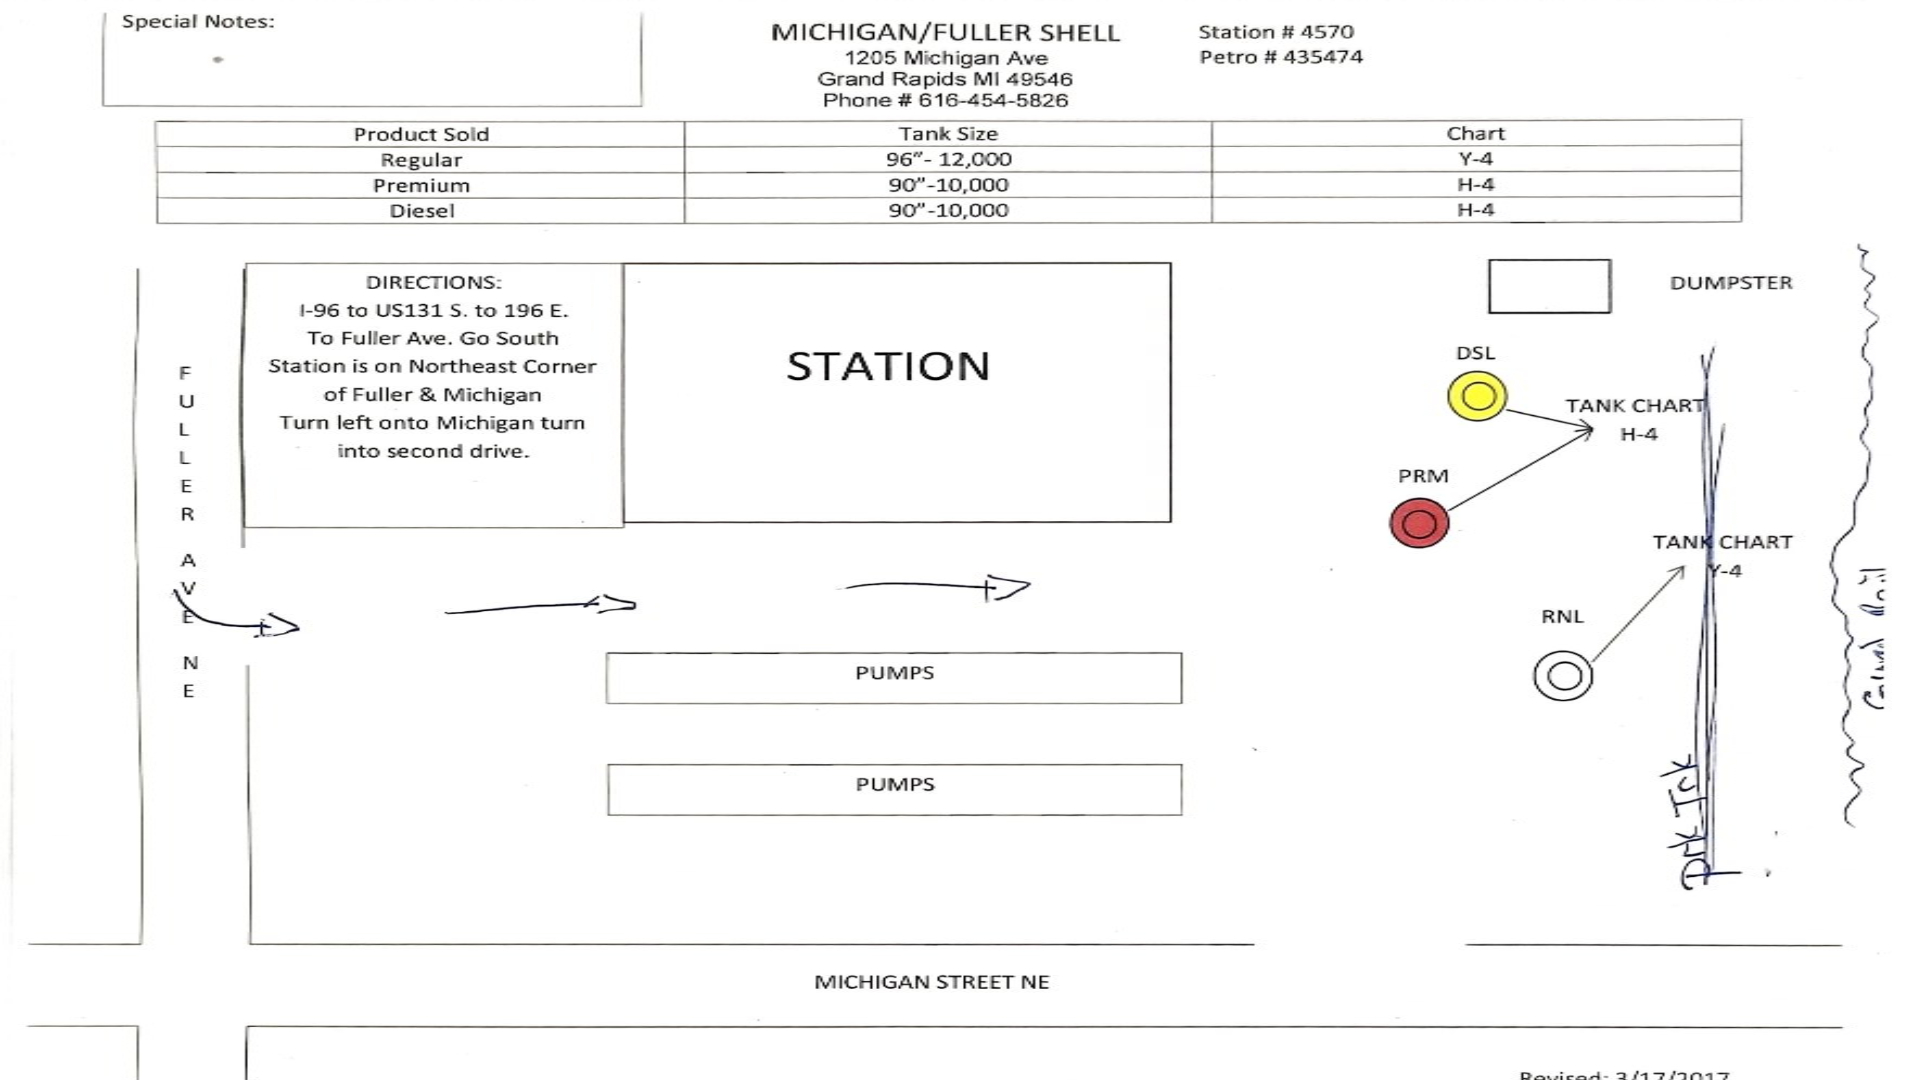 Special Notes:
MICHIGAN/FULLER SHELL
1205 Michigan Ave
Grand Rapids MI 49546
Phone # 616-454-5826
Station # 4570
Petro # 435474
Product Sold Tank Size Chart
Regular 96”- 12,000 Y-4
Premium 90”-10,000 H-4
Diesel 90”-10,000 H-4
FULLER AVE NE
DIRECTIONS:
I-96 to US131 S. to 196 E.
To Fuller Ave. Go South
Station is on Northeast Corner
of Fuller & Michigan
Turn left onto Michigan turn
into second drive.
STATION
DUMPSTER
DSL
TANK CHART
H-4
PRM
TANK CHART
Y-4
RNL
PUMPS
PUMPS
MICHIGAN STREET NE
Revised: 3/17/2017